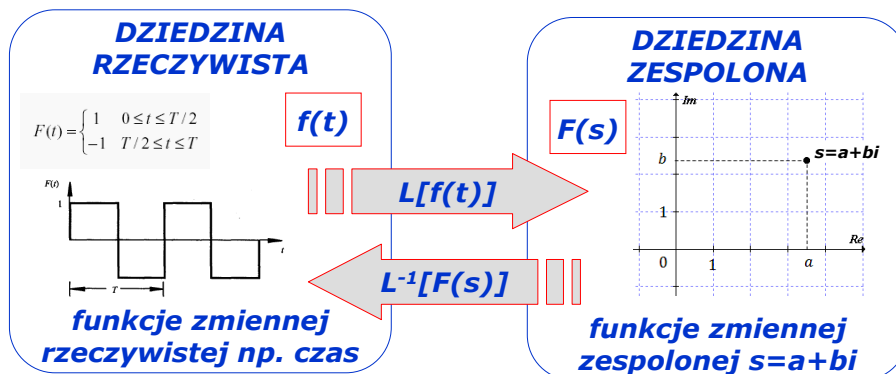 DZIEDZINA
RZECZYWISTA
F(t) = { 1 0 ≤ t ≤ T/2
−1 T/2 ≤ t ≤ T
f(t)
F(t)
1
t
T
funkcje zmiennej
rzeczywistej np. czas
L[f(t)]
L⁻¹[F(s)]
DZIEDZINA
ZESPOLONA
F(s)
Im
b
s=a+bi
1
Re
0
1
a
funkcje zmiennej
zespolonej s=a+bi